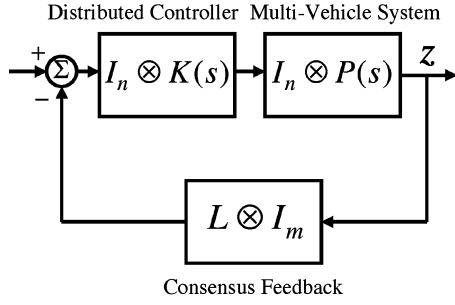 Distributed Controller Multi-Vehicle System
+ Σ − I_n ⊗ K(s) I_n ⊗ P(s) z
L ⊗ I_m
Consensus Feedback